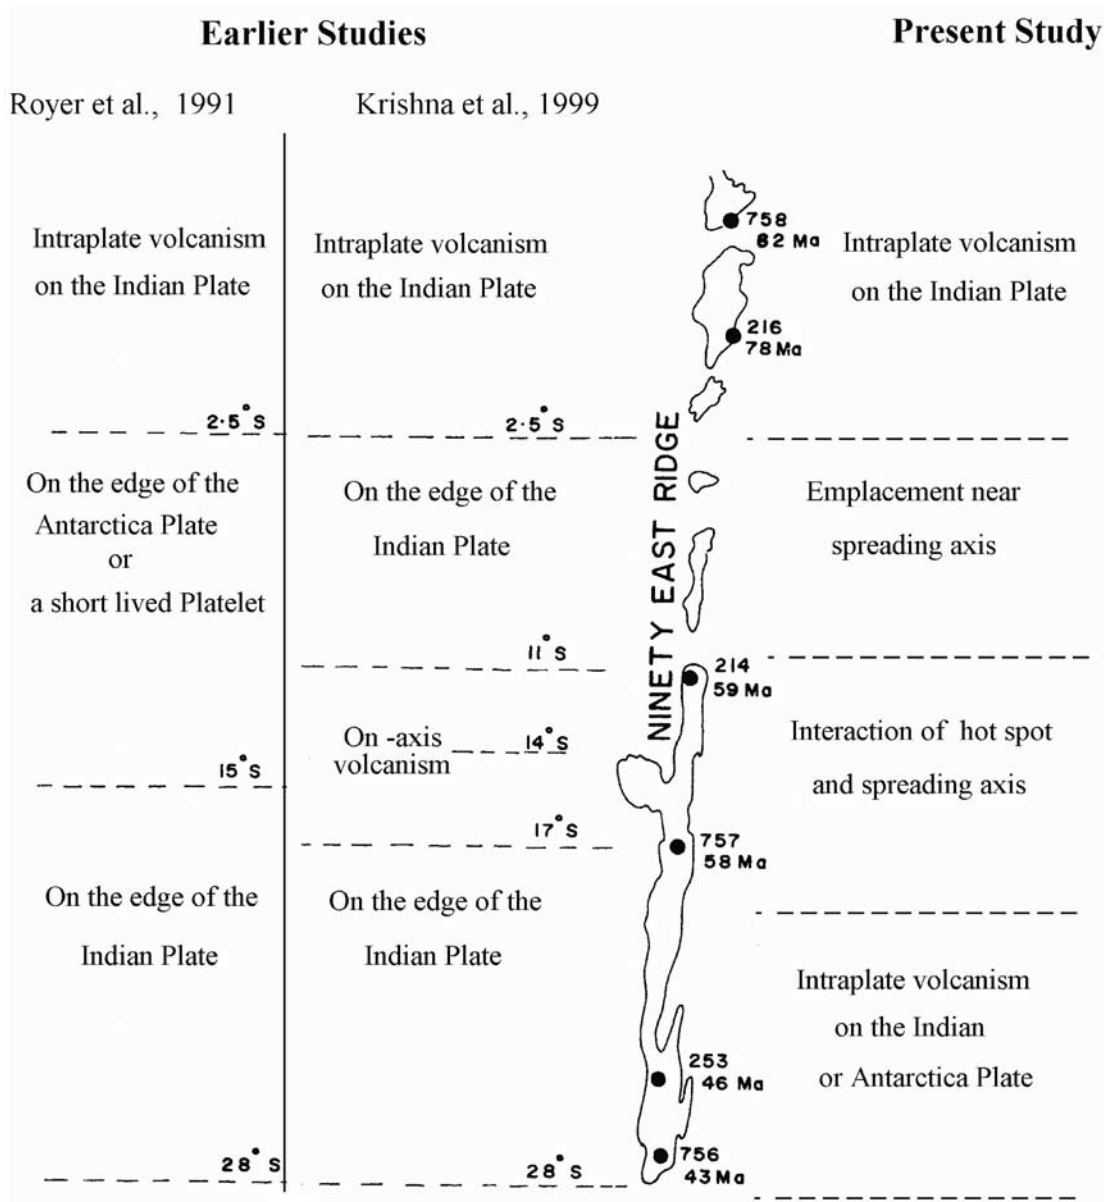 Earlier Studies
Present Study
Royer et al., 1991
Krishna et al., 1999
Intraplate volcanism
on the Indian Plate
2.5° S
On the edge of the
Antarctica Plate
or
a short lived Platelet
15° S
On the edge of the
Indian Plate
28° S
Intraplate volcanism
on the Indian Plate
2.5° S
On the edge of the
Indian Plate
11° S
On -axis
volcanism
14° S
17° S
On the edge of the
Indian Plate
28° S
NINETY EAST RIDGE
758
62 Ma
216
78 Ma
214
59 Ma
757
58 Ma
253
46 Ma
756
43 Ma
Intraplate volcanism
on the Indian Plate
Emplacement near
spreading axis
Interaction of hot spot
and spreading axis
Intraplate volcanism
on the Indian
or Antarctica Plate